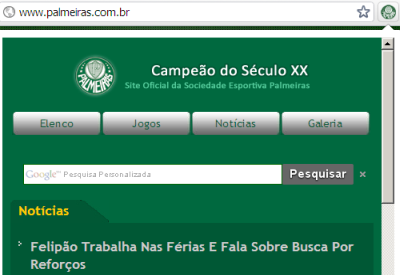 www.palmeiras.com.br
PALMEIRAS
Campeão do Século XX
Site Oficial da Sociedade Esportiva Palmeiras
Elenco Jogos Notícias Galeria
Google™ Pesquisa Personalizada Pesquisar ×
Notícias
Felipão Trabalha Nas Férias E Fala Sobre Busca Por
Reforços